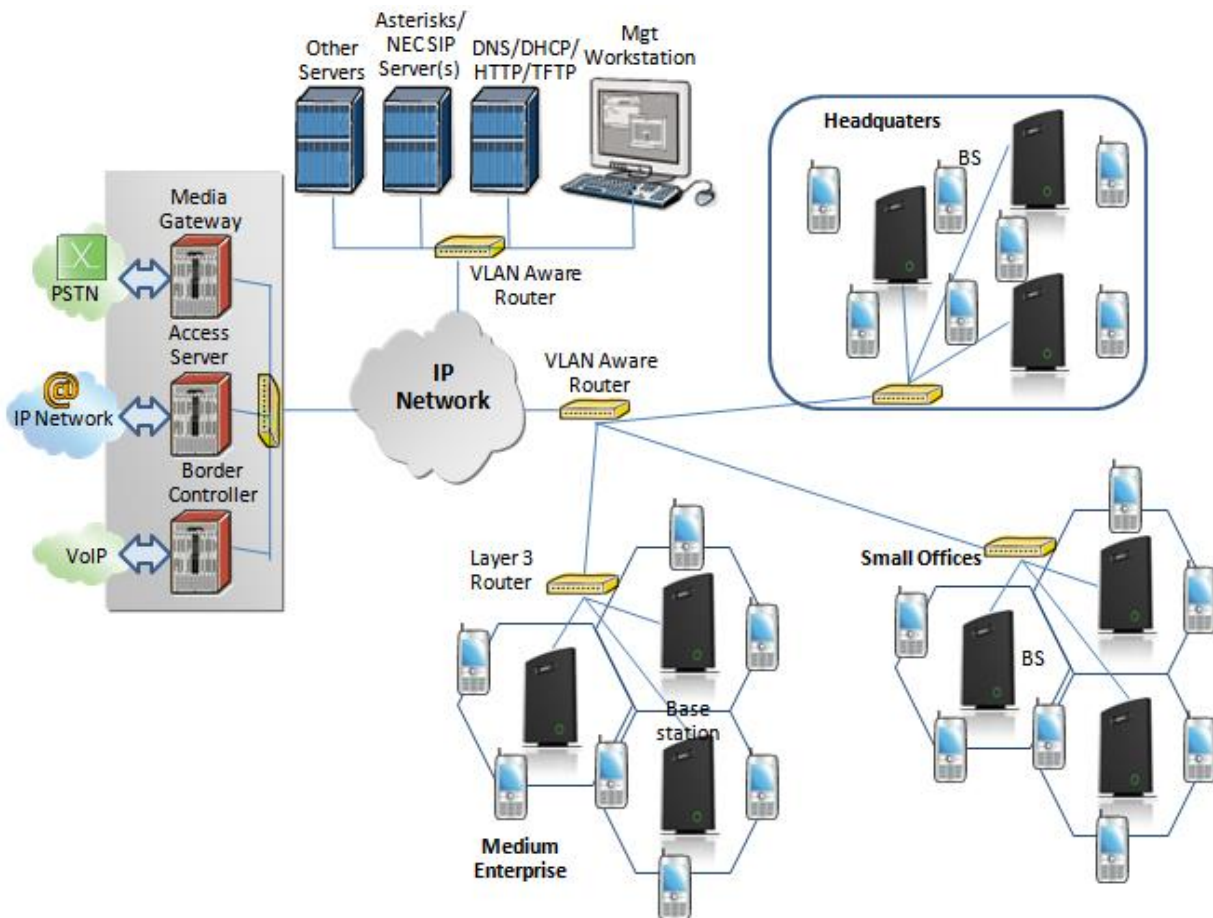 Other
Servers
Asterisks/
NEC SIP
Server(s)
DNS/DHCP/
HTTP/TFTP
Mgt
Workstation
Headquaters
BS
Media
Gateway
PSTN
VLAN Aware
Router
Access
Server
@
IP Network
IP
Network
VLAN Aware
Router
Border
Controller
VoIP
Layer 3
Router
Small Offices
BS
Base
station
Medium
Enterprise